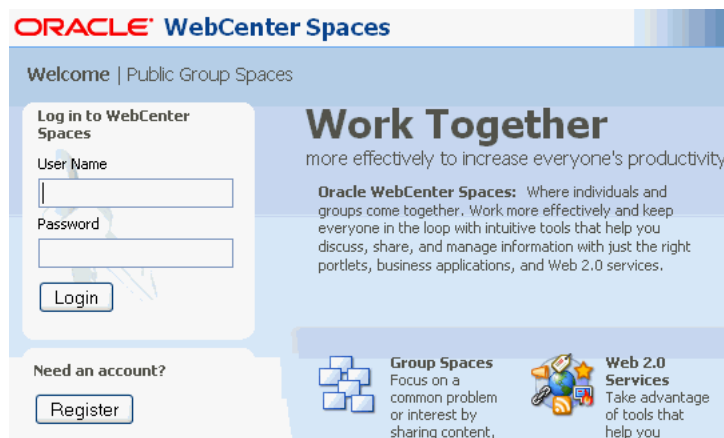 ORACLE WebCenter Spaces
Welcome | Public Group Spaces
Log in to WebCenter
Spaces
User Name
Password
Login
Need an account?
Register
Work Together
more effectively to increase everyone's productivity
Oracle WebCenter Spaces: Where individuals and
groups come together. Work more effectively and keep
everyone in the loop with intuitive tools that help you
discuss, share, and manage information with just the right
portlets, business applications, and Web 2.0 services.
Group Spaces
Focus on a
common problem
or interest by
sharing content,
Web 2.0
Services
Take advantage
of tools that
help you